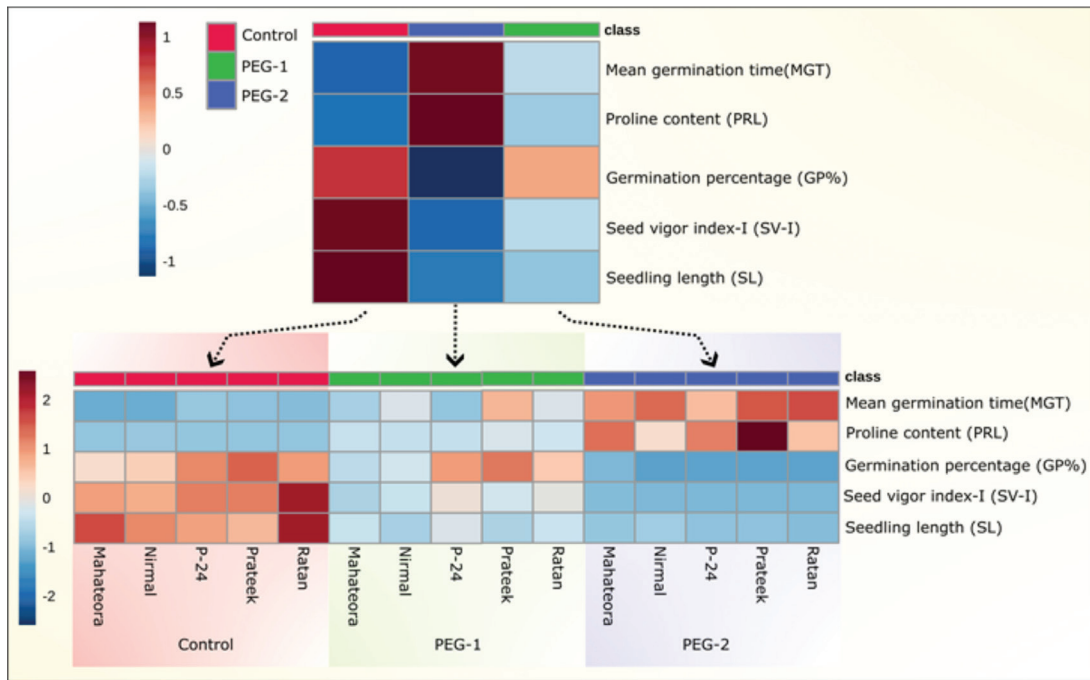 1
0.5
0
-0.5
-1
Control
PEG-1
PEG-2
class
Mean germination time(MGT)
Proline content (PRL)
Germination percentage (GP%)
Seed vigor index-I (SV-I)
Seedling length (SL)
2
1
0
-1
-2
class
Mean germination time(MGT)
Proline content (PRL)
Germination percentage (GP%)
Seed vigor index-I (SV-I)
Seedling length (SL)
Mahateora
Nirmal
P-24
Prateek
Ratan
Mahateora
Nirmal
P-24
Prateek
Ratan
Mahateora
Nirmal
P-24
Prateek
Ratan
Control
PEG-1
PEG-2